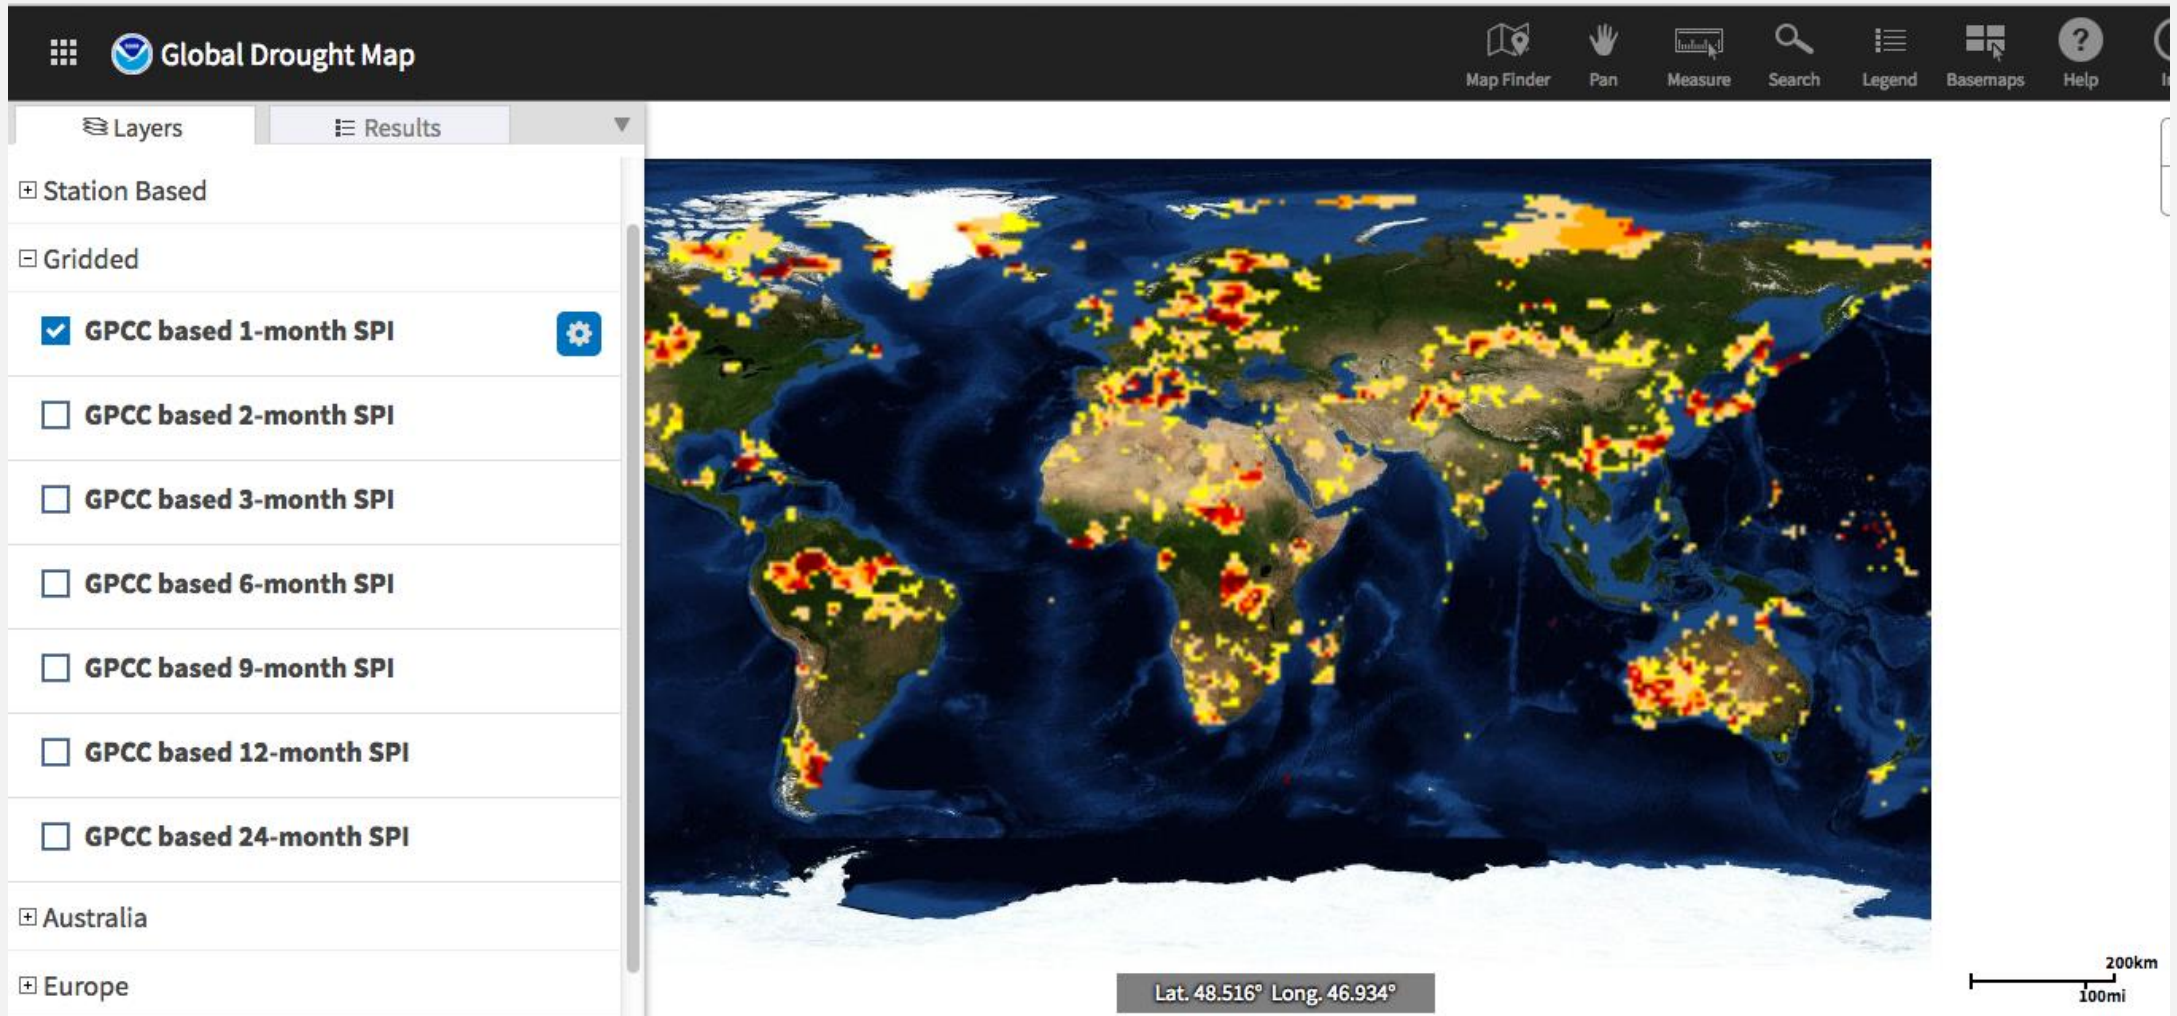 Global Drought Map
Map Finder
Pan
Measure
Search
Legend
Basemaps
Help
Layers
Results
Station Based
Gridded
GPCC based 1-month SPI
GPCC based 2-month SPI
GPCC based 3-month SPI
GPCC based 6-month SPI
GPCC based 9-month SPI
GPCC based 12-month SPI
GPCC based 24-month SPI
Australia
Europe
Lat. 48.516° Long. 46.934°
200km
100mi